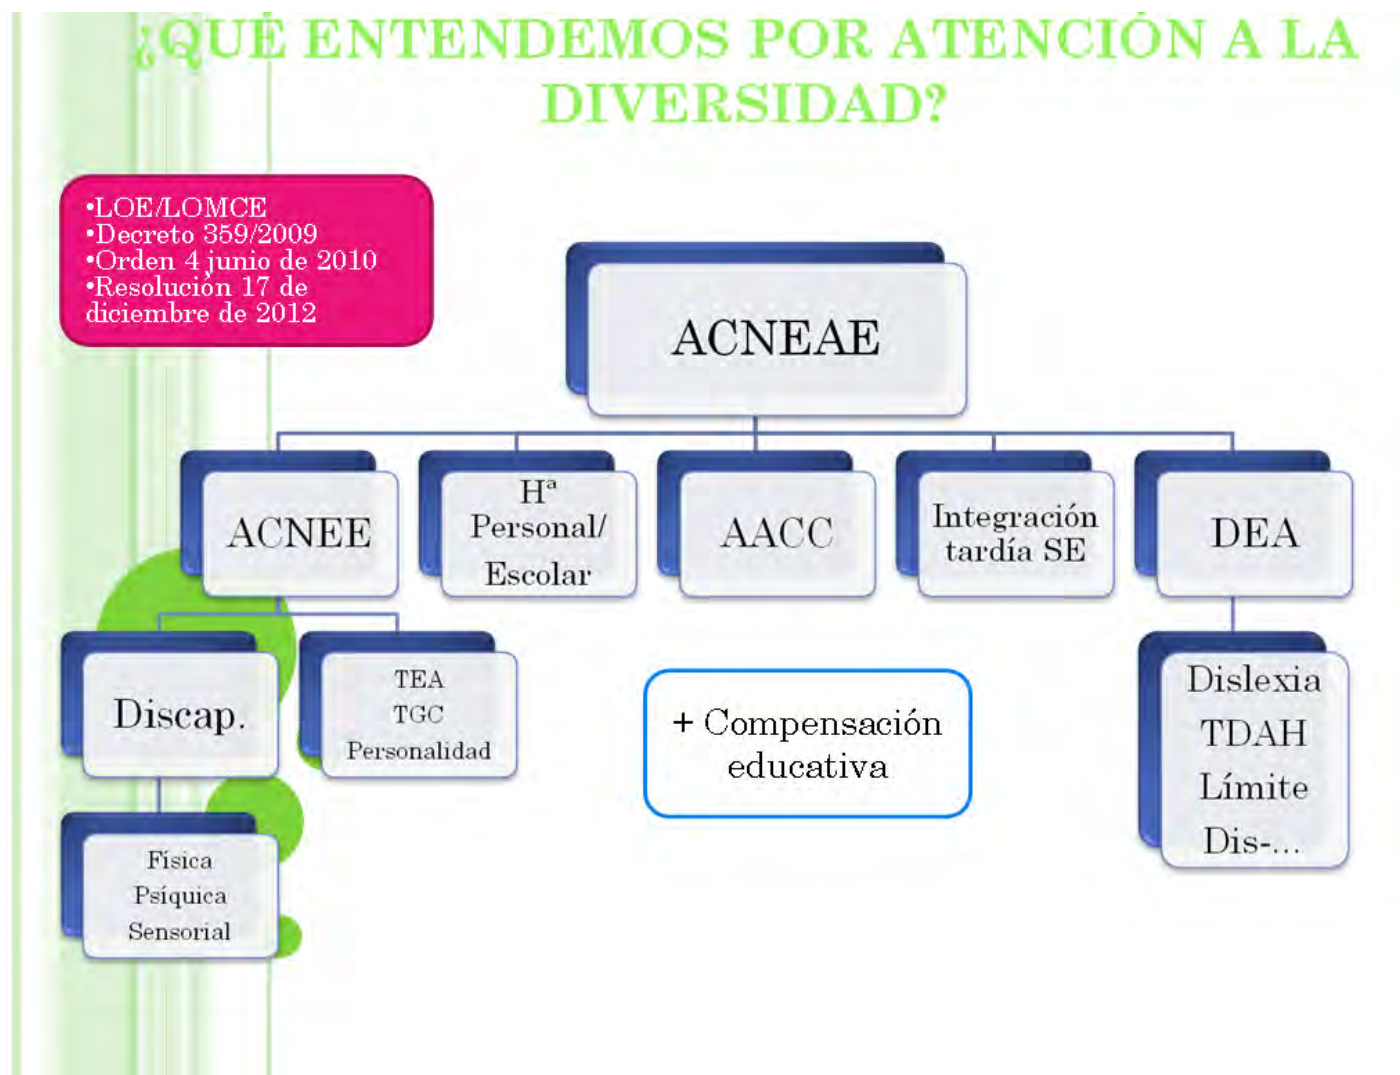 ¿QUÉ ENTENDEMOS POR ATENCIÓN A LA
DIVERSIDAD?
•LOE/LOMCE
•Decreto 359/2009
•Orden 4 junio de 2010
•Resolución 17 de
diciembre de 2012
ACNEAE
ACNEE
Hª
Personal/
Escolar
AACC
Integración
tardía SE
DEA
Discap.
TEA
TGC
Personalidad
+ Compensación
educativa
Dislexia
TDAH
Límite
Dis-...
Física
Psíquica
Sensorial